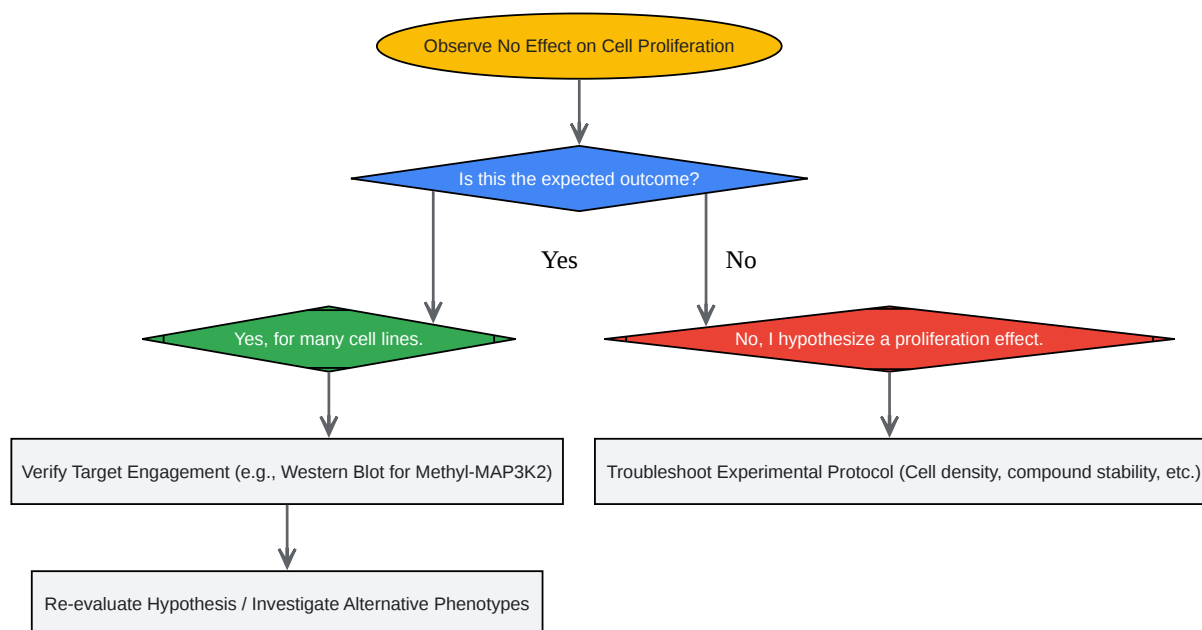 Observe No Effect on Cell Proliferation
Is this the expected outcome?
Yes
No
Yes, for many cell lines.
No, I hypothesize a proliferation effect.
Verify Target Engagement (e.g., Western Blot for Methyl-MAP3K2)
Troubleshoot Experimental Protocol (Cell density, compound stability, etc.)
Re-evaluate Hypothesis / Investigate Alternative Phenotypes